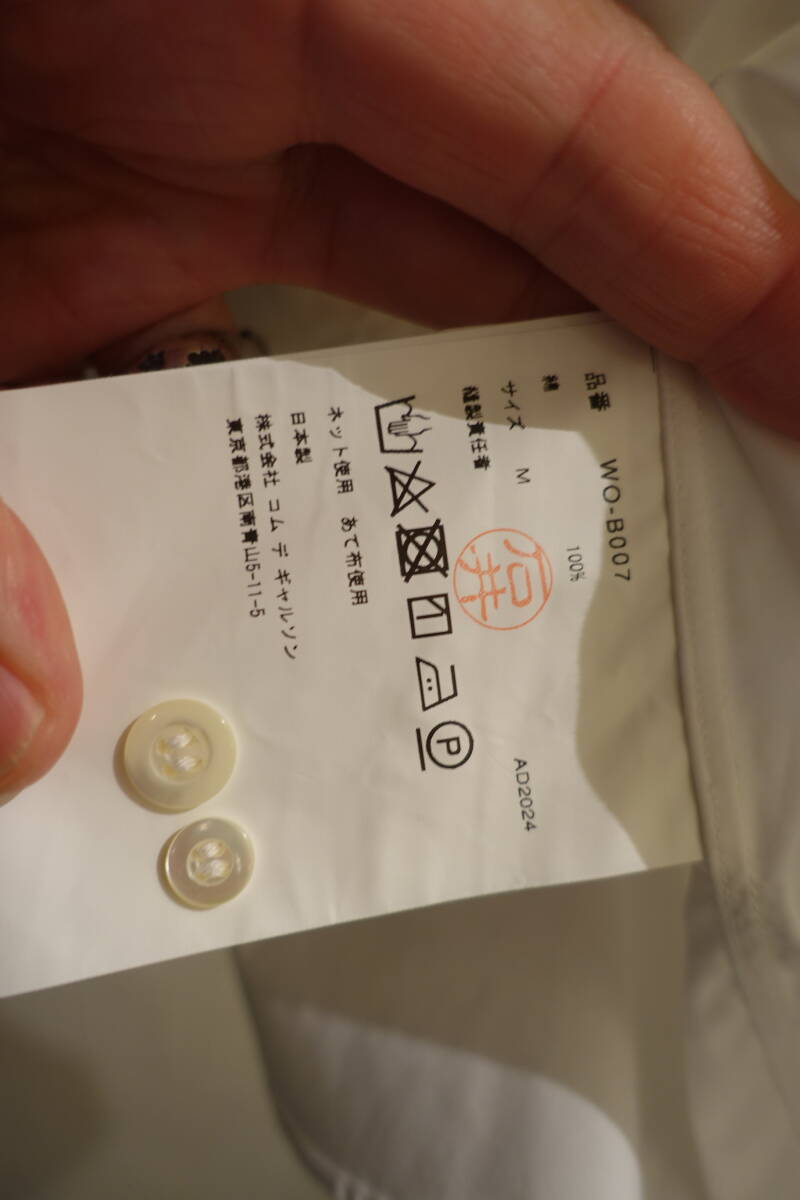 品番 WO-B007
綿 100%
サイズ M
縫製責任者 石井
AD2024
ネット使用 あて布使用
日本製
株式会社 コム デ ギャルソン
東京都港区南青山5-11-5
P